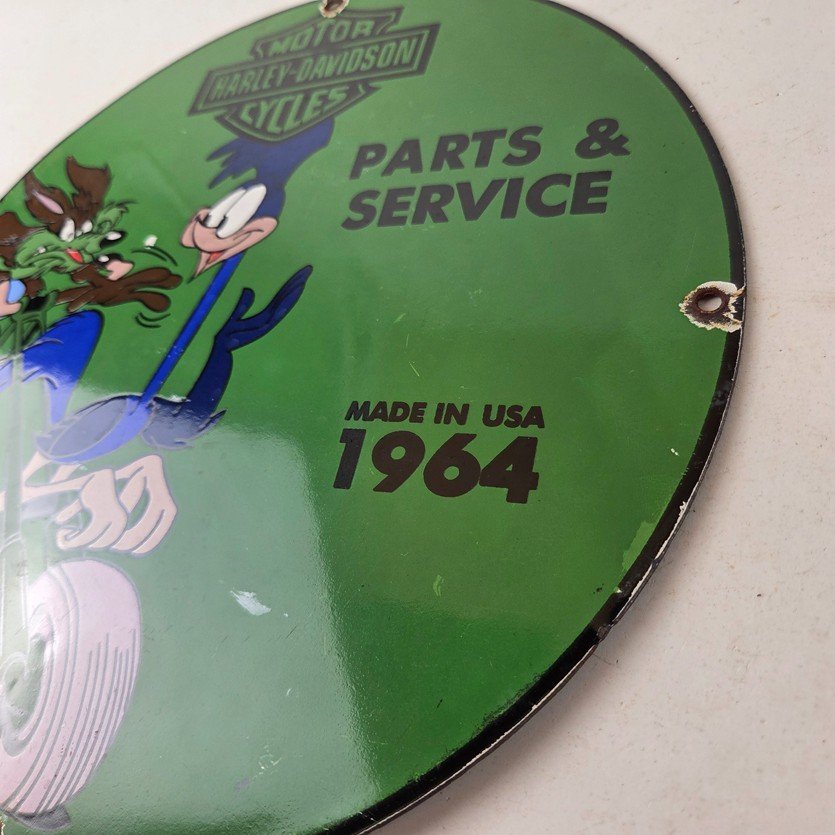 MOTOR
HARLEY-DAVIDSON
CYCLES
PARTS &
SERVICE
MADE IN USA
1964